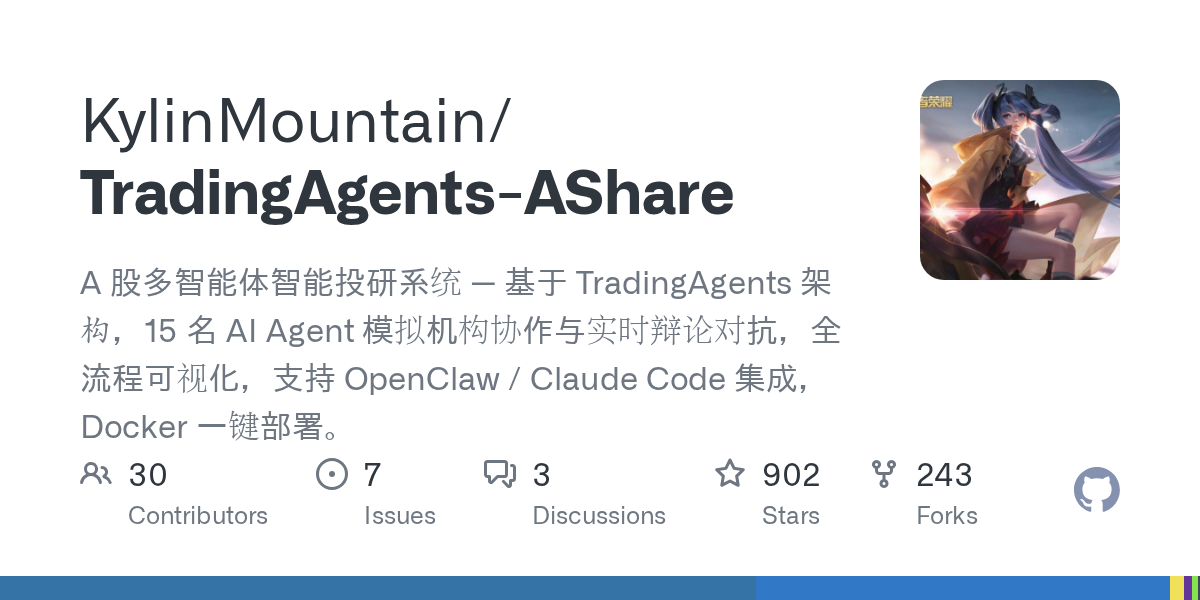 KylinMountain/
TradingAgents-AShare
A 股多智能体智能投研系统 — 基于 TradingAgents 架
构，15 名 AI Agent 模拟机构协作与实时辩论对抗，全
流程可视化，支持 OpenClaw / Claude Code 集成，
Docker 一键部署。
30
Contributors
7
Issues
3
Discussions
902
Stars
243
Forks
者荣耀